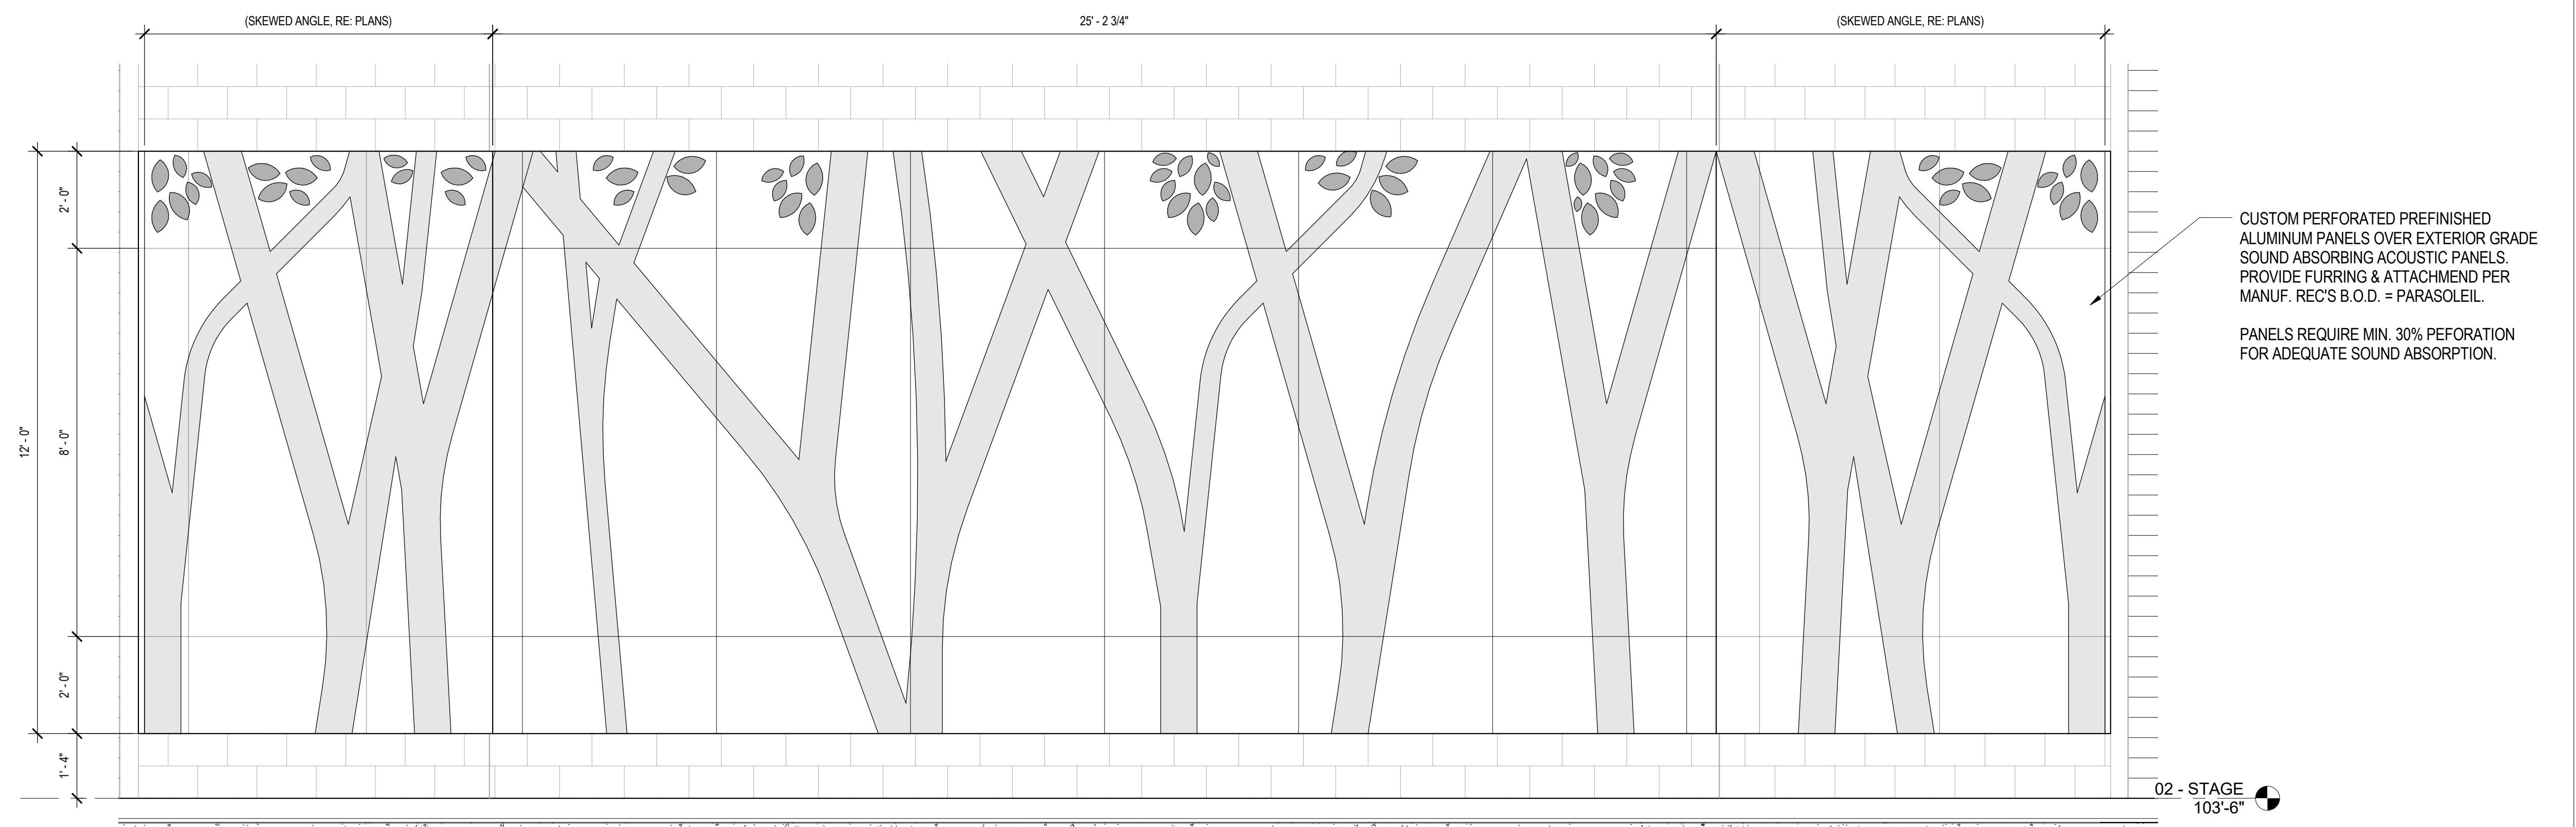 (SKEWED ANGLE, RE: PLANS)
25' - 2 3/4"
(SKEWED ANGLE, RE: PLANS)
12' - 0"
2' - 0"
8' - 0"
2' - 0"
1' - 4"
CUSTOM PERFORATED PREFINISHED
ALUMINUM PANELS OVER EXTERIOR GRADE
SOUND ABSORBING ACOUSTIC PANELS.
PROVIDE FURRING & ATTACHMEND PER
MANUF. REC'S B.O.D. = PARASOLEIL.
PANELS REQUIRE MIN. 30% PEFORATION
FOR ADEQUATE SOUND ABSORPTION.
02 - STAGE
103'-6"